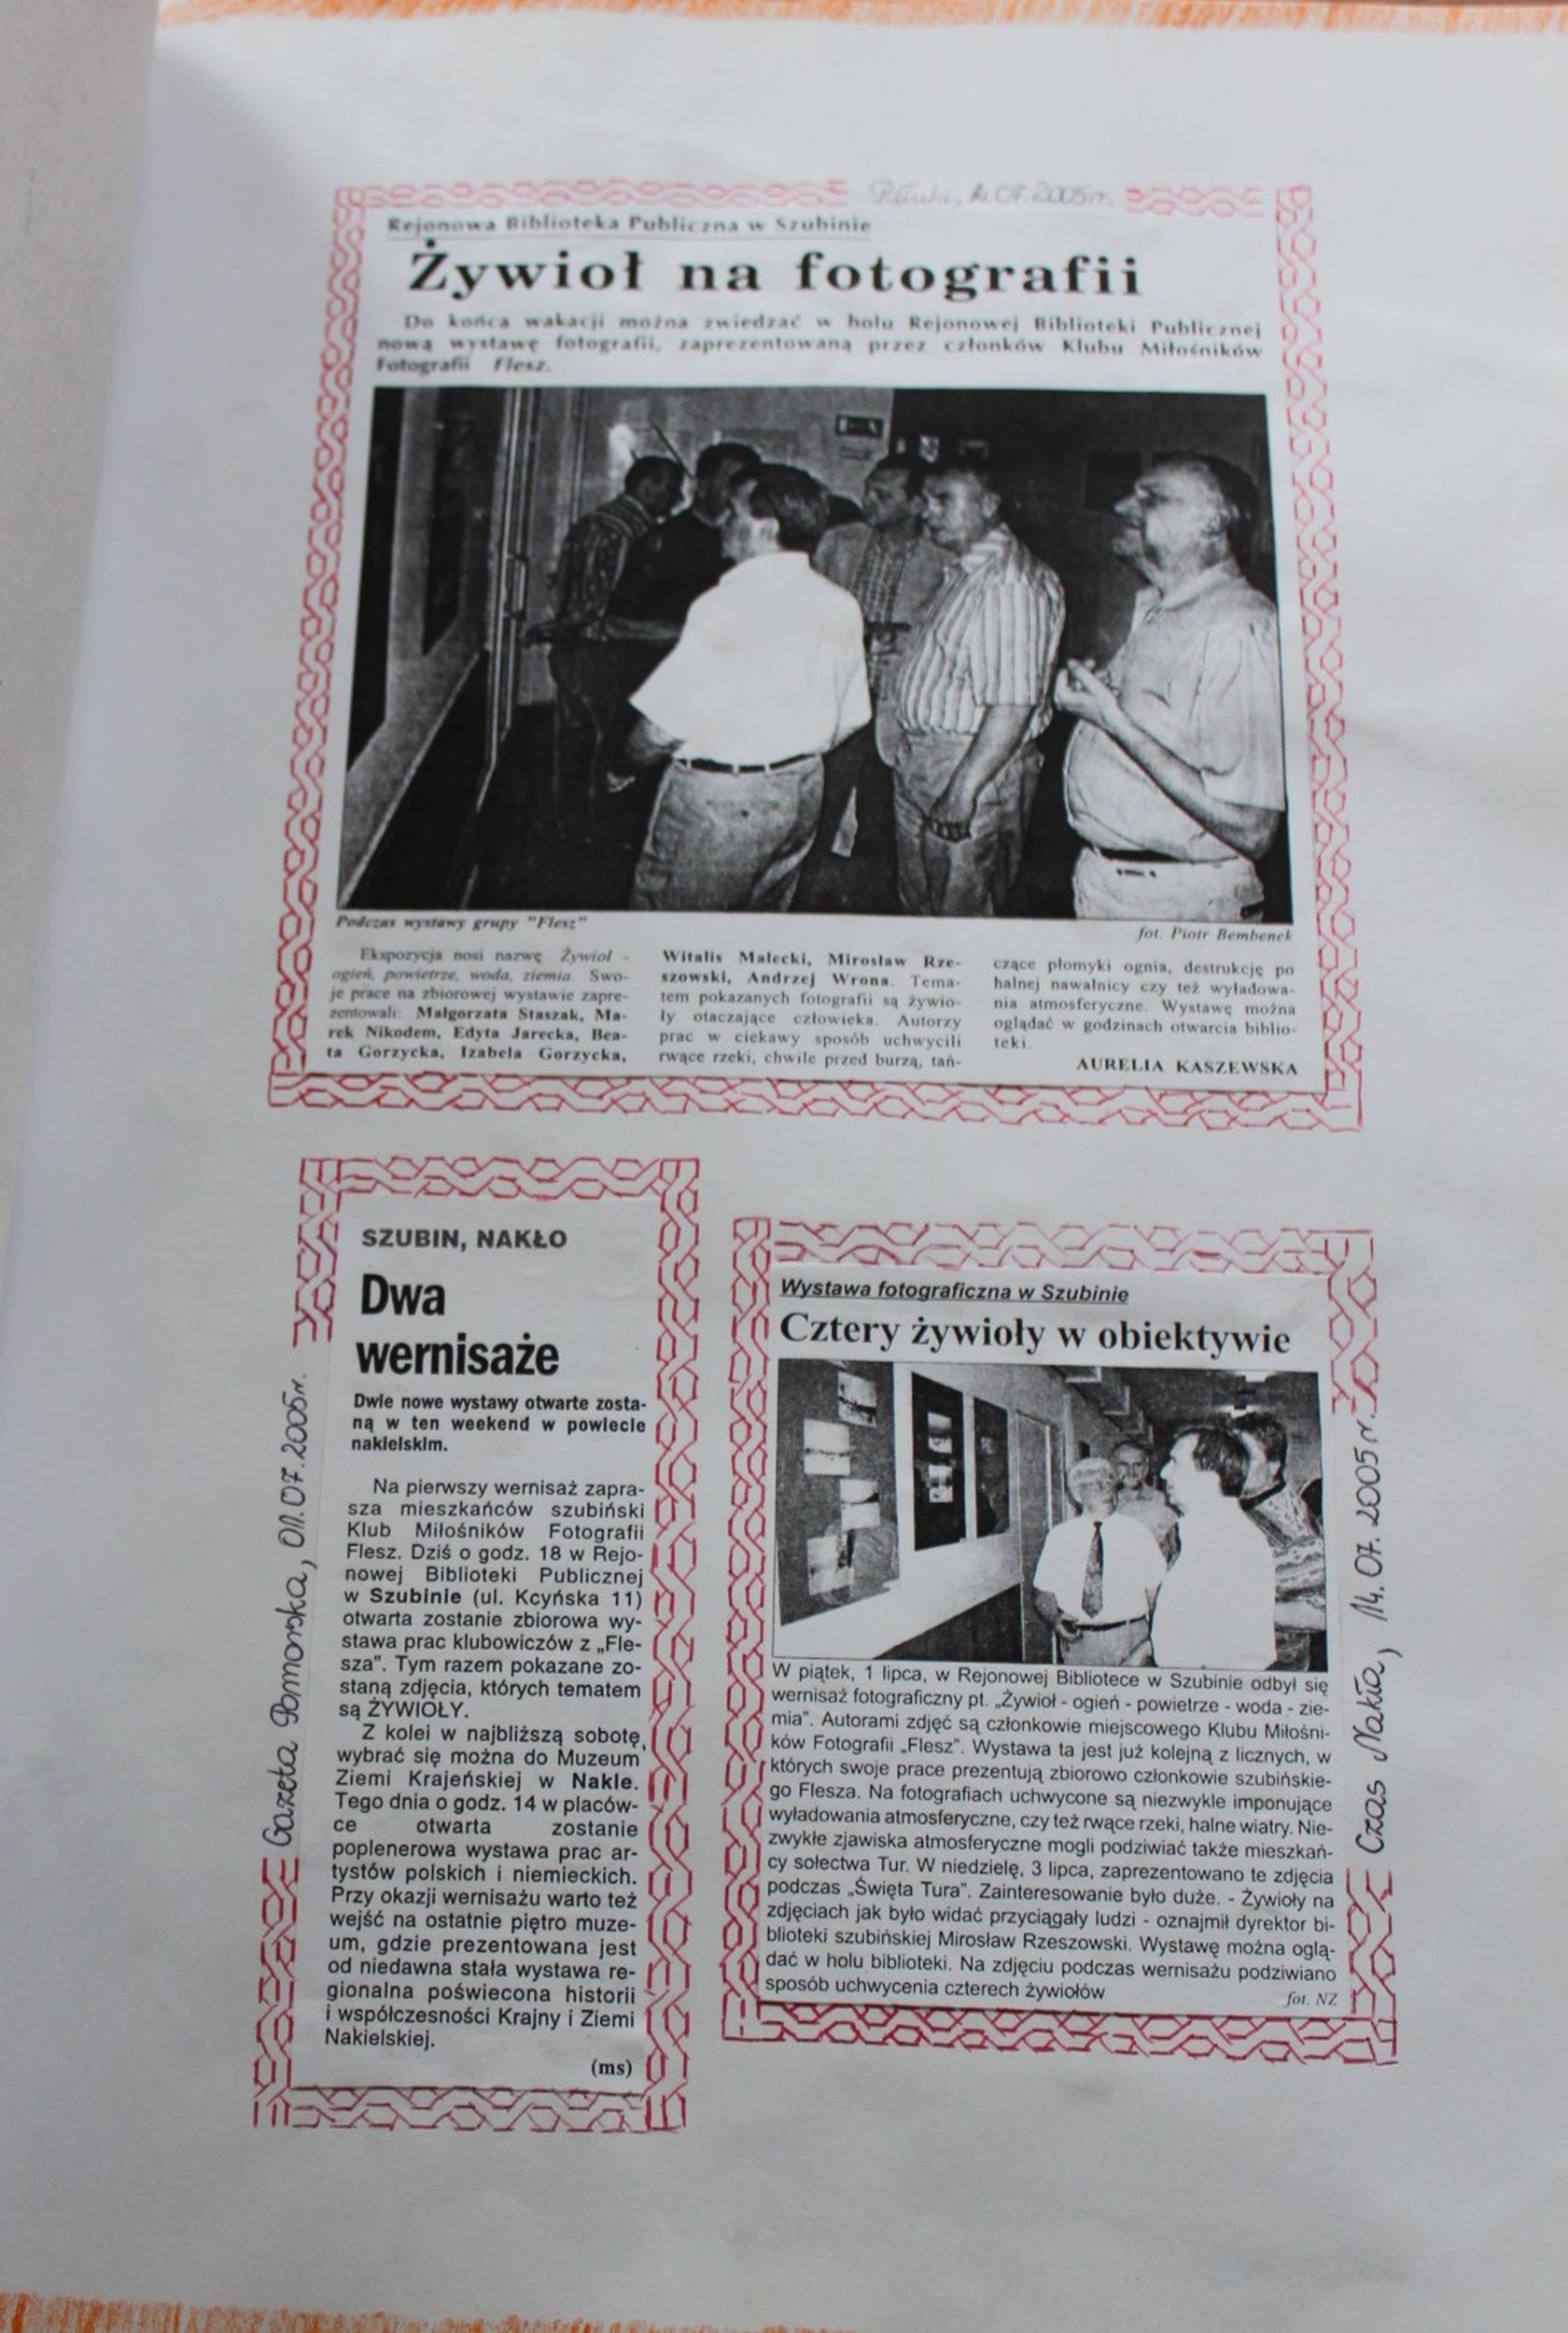 07.2005r.
Rejonowa Biblioteka Publiczna w Szubinie
Żywioł na fotografii
Do końca wakacji można zwiedzać w holu Rejonowej Biblioteki Publicznej
nową wystawę fotografii, zaprezentowaną przez członków Klubu Miłośników
Fotografii Flesz.
Podczas wystawy grupy "Flesz"
fot. Piotr Bembenek
Ekspozycja nosi nazwę Żywioł -
ogień, powietrze, woda, ziemia. Swo-
je prace na zbiorowej wystawie zapre-
zentowali: Małgorzata Staszak, Ma-
rek Nikodem, Edyta Jarecka, Bea-
ta Gorzycka, Izabela Gorzycka,
Witalis Małecki, Mirosław Rze-
szowski, Andrzej Wrona. Tema-
tem pokazanych fotografii są żywio-
ły otaczające człowieka. Autorzy
prac w ciekawy sposób uchwycili
rwące rzeki, chwile przed burzą, tań-
czące płomyki ognia, destrukcję po
halnej nawałnicy czy też wyładowa-
nia atmosferyczne. Wystawę można
oglądać w godzinach otwarcia biblio-
teki.
AURELIA KASZEWSKA
Gazeta Pomorska, 01.07.2005r.
SZUBIN, NAKŁO
Dwa
wernisaże
Dwie nowe wystawy otwarte zosta-
ną w ten weekend w powiecie
nakielskim.
Na pierwszy wernisaż zapra-
sza mieszkańców szubiński
Klub Miłośników Fotografii
Flesz. Dziś o godz. 18 w Rejo-
nowej Biblioteki Publicznej
w Szubinie (ul. Kcyńska 11)
otwarta zostanie zbiorowa wy-
stawa prac klubowiczów z „Fle-
sza”. Tym razem pokazane zo-
staną zdjęcia, których tematem
są ŻYWIOŁY.
Z kolei w najbliższą sobotę,
wybrać się można do Muzeum
Ziemi Krajeńskiej w Nakle.
Tego dnia o godz. 14 w placów-
ce otwarta zostanie
poplenerowa wystawa prac ar-
tystów polskich i niemieckich.
Przy okazji wernisażu warto też
wejść na ostatnie piętro muze-
um, gdzie prezentowana jest
od niedawna stała wystawa re-
gionalna poświecona historii
i współczesności Krajny i Ziemi
Nakielskiej.
(ms)
Wystawa fotograficzna w Szubinie
Cztery żywioły w obiektywie
W piątek, 1 lipca, w Rejonowej Bibliotece w Szubinie odbył się
wernisaż fotograficzny pt. „Żywioł - ogień - powietrze - woda - zie-
mia”. Autorami zdjęć są członkowie miejscowego Klubu Miłośni-
ków Fotografii „Flesz”. Wystawa ta jest już kolejną z licznych, w
których swoje prace prezentują zbiorowo członkowie szubińskie-
go Flesza. Na fotografiach uchwycone są niezwykle imponujące
wyładowania atmosferyczne, czy też rwące rzeki, halne wiatry. Nie-
zwykłe zjawiska atmosferyczne mogli podziwiać także mieszkań-
cy sołectwa Tur. W niedzielę, 3 lipca, zaprezentowano te zdjęcia
podczas „Święta Tura”. Zainteresowanie było duże. - Żywioły na
zdjęciach jak było widać przyciągały ludzi - oznajmił dyrektor bi-
blioteki szubińskiej Mirosław Rzeszowski. Wystawę można oglą-
dać w holu biblioteki. Na zdjęciu podczas wernisażu podziwiano
sposób uchwycenia czterech żywiołów
fot. NZ
Czas Nakła, 14.07.2005r.